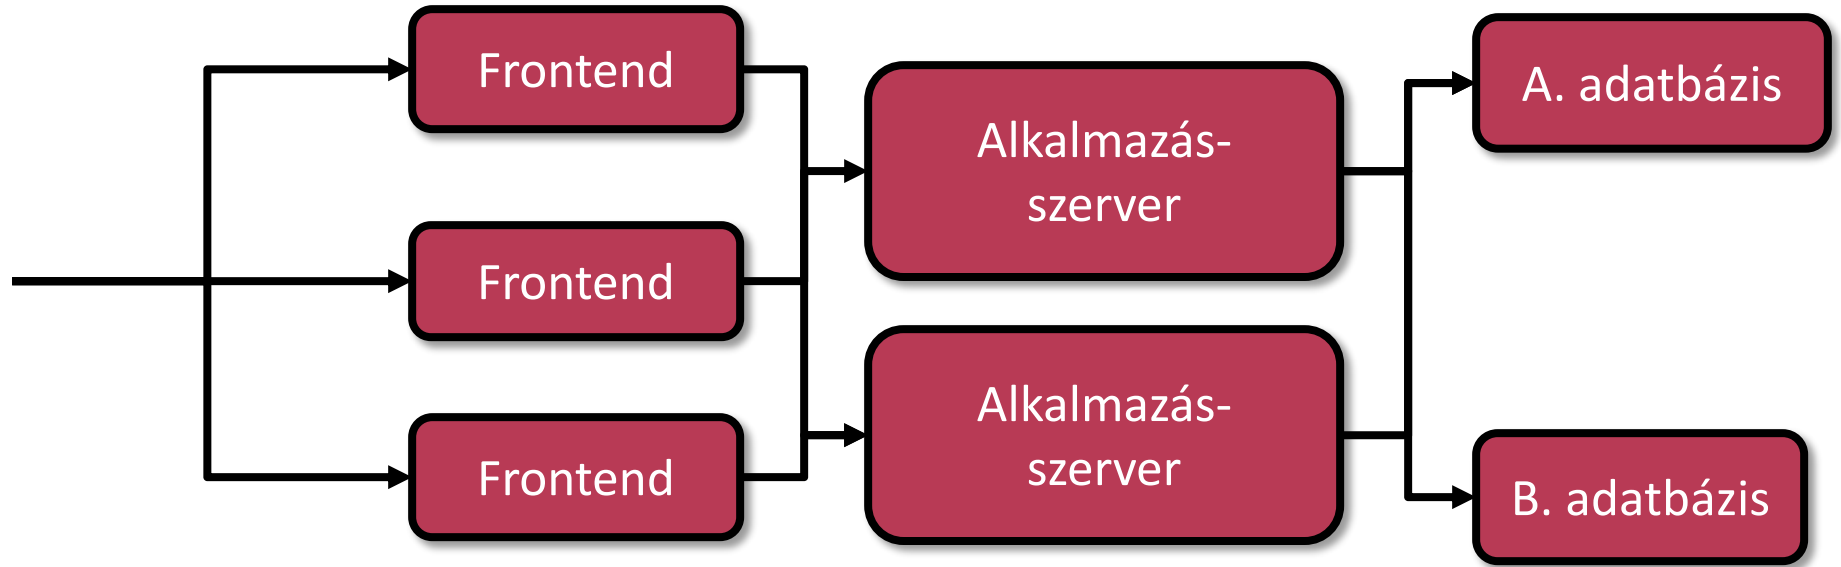 Frontend
Frontend
Frontend
Alkalmazás-
szerver
Alkalmazás-
szerver
A. adatbázis
B. adatbázis